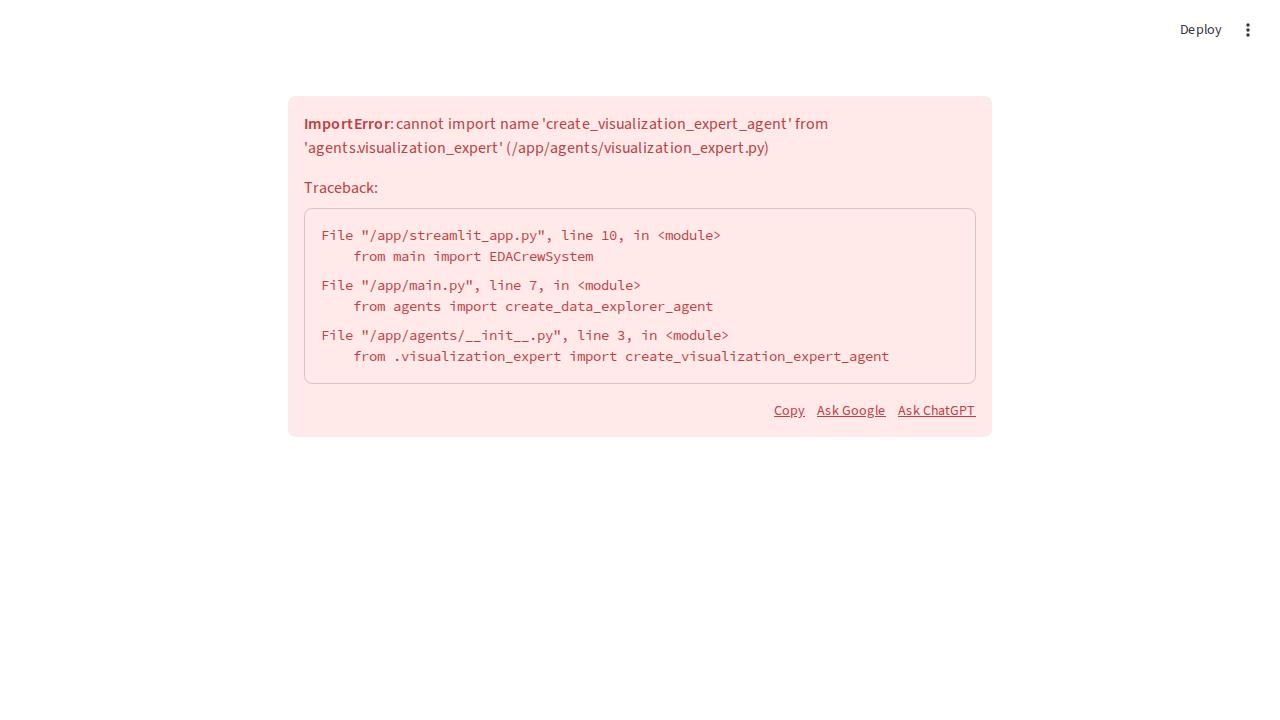 Deploy
ImportError: cannot import name 'create_visualization_expert_agent' from
'agents.visualization_expert' (/app/agents/visualization_expert.py)
Traceback:
File "/app/streamlit_app.py", line 10, in <module>
    from main import EDACrewSystem
File "/app/main.py", line 7, in <module>
    from agents import create_data_explorer_agent
File "/app/agents/__init__.py", line 3, in <module>
    from .visualization_expert import create_visualization_expert_agent
Copy Ask Google Ask ChatGPT